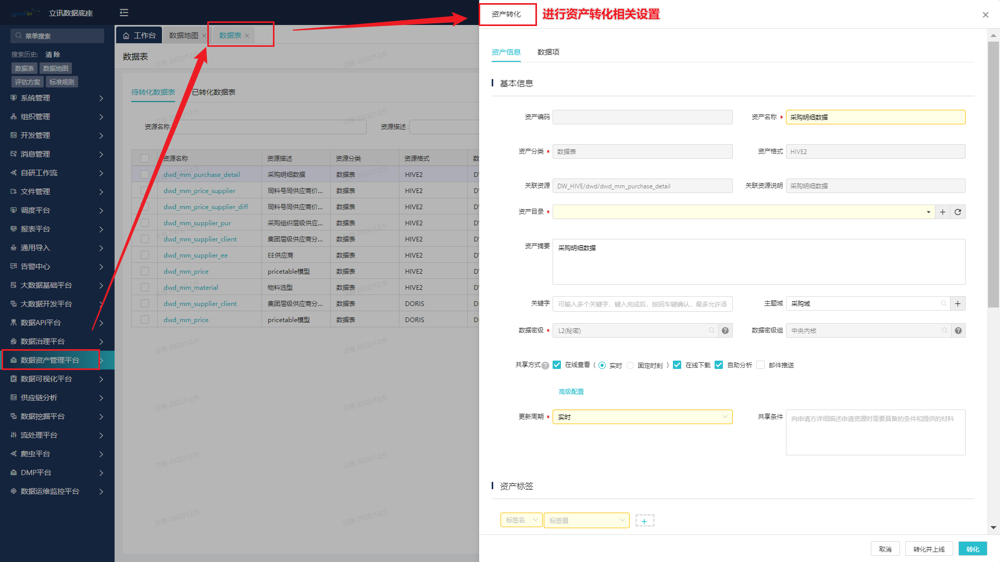 立讯数据底座
菜单搜索
搜索历史: 清 除
数据表 数据地图
评估方案 标准规则
系统管理
组织管理
开发管理
消息管理
自研工作流
文件管理
调度平台
报表平台
通用导入
告警中心
大数据基础平台
大数据开发平台
数据API平台
数据治理平台
数据资产管理平台
数据可视化平台
供应链分析
数据挖掘平台
流处理平台
爬虫平台
DMP平台
数据运维监控平台
工作台 数据地图 × 数据表 ×
数据表
待转化数据表 已转化数据表
资源名称 资源描述 :
资源名称 资源描述 资源分类 资源格式 数
dwd_mm_purchase_detail 采购明细数据 数据表 HIVE2
dwd_mm_price_supplier 同料号同供应商价... 数据表 HIVE2
dwd_mm_price_supplier_diff 同料号同供应商价... 数据表 HIVE2
dwd_mm_supplier_pur 采购组织层级供应... 数据表 HIVE2
dwd_mm_supplier_client 集团层级供应商分... 数据表 HIVE2
dwd_mm_supplier_ee EE供应商 数据表 HIVE2
dwd_mm_price pricetable模型 数据表 HIVE2
dwd_mm_material 物料选型 数据表 HIVE2
dwd_mm_supplier_client 集团层级供应商分... 数据表 DORIS
dwd_mm_price pricetable模型 数据表 DORIS
汉得 2022/12/9
资产转化 进行资产转化相关设置
资产信息 数据项
基本信息
资产编码 资产名称 * 采购明细数据
资产分类 * 数据表 资产格式 HIVE2
关联资源 DW_HIVE/dwd/dwd_mm_purchase_detail 关联资源说明 采购明细数据
资产目录 *
资产摘要 采购明细数据
关键字 可输入多个关键字，键入完成后，按回车键确认，最多允许添 主题域 采购域
数据密级 * L2(秘密) 数据密级组 中央内核
共享方式 在线查看 ( 实时 固定时刻 ) 在线下载 自助分析 邮件推送
高级配置
更新周期 * 实时 共享条件 向申请方详细描述申请资源时需要具备的条件和提供的材料
资产标签
标签名 标签值 +
取消 转化并上线 转化